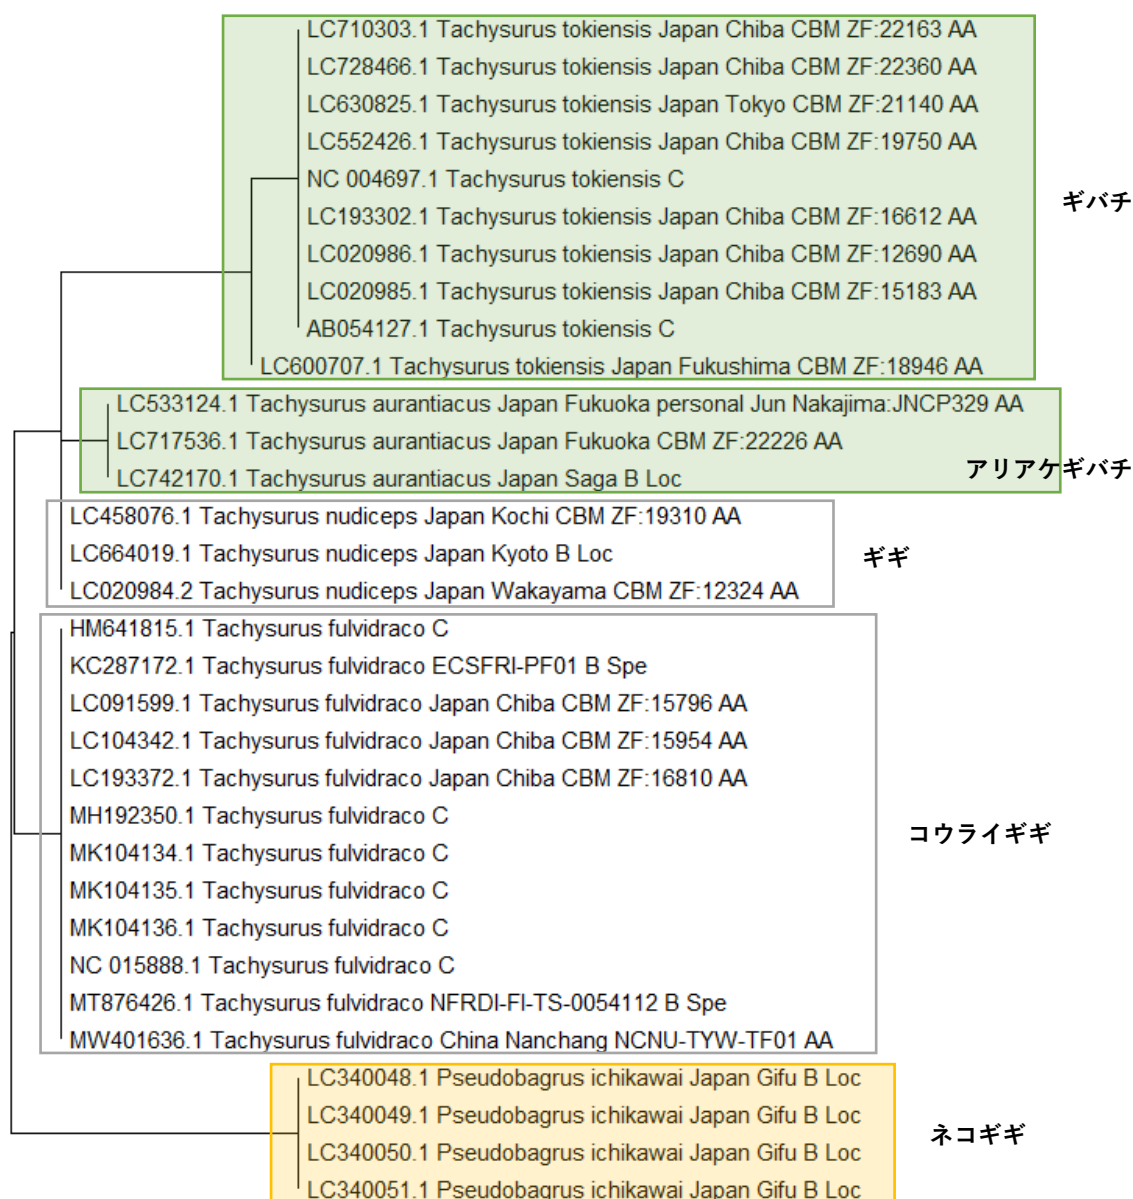 LC710303.1 Tachysurus tokiensis Japan Chiba CBM ZF:22163 AA
LC728466.1 Tachysurus tokiensis Japan Chiba CBM ZF:22360 AA
LC630825.1 Tachysurus tokiensis Japan Tokyo CBM ZF:21140 AA
LC552426.1 Tachysurus tokiensis Japan Chiba CBM ZF:19750 AA
NC 004697.1 Tachysurus tokiensis C
ギバチ
LC193302.1 Tachysurus tokiensis Japan Chiba CBM ZF:16612 AA
LC020986.1 Tachysurus tokiensis Japan Chiba CBM ZF:12690 AA
LC020985.1 Tachysurus tokiensis Japan Chiba CBM ZF:15183 AA
AB054127.1 Tachysurus tokiensis C
LC600707.1 Tachysurus tokiensis Japan Fukushima CBM ZF:18946 AA
LC533124.1 Tachysurus aurantiacus Japan Fukuoka personal Jun Nakajima:JNCP329 AA
LC717536.1 Tachysurus aurantiacus Japan Fukuoka CBM ZF:22226 AA
アリアケギバチ
LC742170.1 Tachysurus aurantiacus Japan Saga B Loc
LC458076.1 Tachysurus nudiceps Japan Kochi CBM ZF:19310 AA
LC664019.1 Tachysurus nudiceps Japan Kyoto B Loc
ギギ
LC020984.2 Tachysurus nudiceps Japan Wakayama CBM ZF:12324 AA
HM641815.1 Tachysurus fulvidraco C
KC287172.1 Tachysurus fulvidraco ECSFRI-PF01 B Spe
LC091599.1 Tachysurus fulvidraco Japan Chiba CBM ZF:15796 AA
LC104342.1 Tachysurus fulvidraco Japan Chiba CBM ZF:15954 AA
LC193372.1 Tachysurus fulvidraco Japan Chiba CBM ZF:16810 AA
MH192350.1 Tachysurus fulvidraco C
コウライギギ
MK104134.1 Tachysurus fulvidraco C
MK104135.1 Tachysurus fulvidraco C
MK104136.1 Tachysurus fulvidraco C
NC 015888.1 Tachysurus fulvidraco C
MT876426.1 Tachysurus fulvidraco NFRDI-FI-TS-0054112 B Spe
MW401636.1 Tachysurus fulvidraco China Nanchang NCNU-TYW-TF01 AA
LC340048.1 Pseudobagrus ichikawai Japan Gifu B Loc
LC340049.1 Pseudobagrus ichikawai Japan Gifu B Loc
ネコギギ
LC340050.1 Pseudobagrus ichikawai Japan Gifu B Loc
LC340051.1 Pseudobagrus ichikawai Japan Gifu B Loc